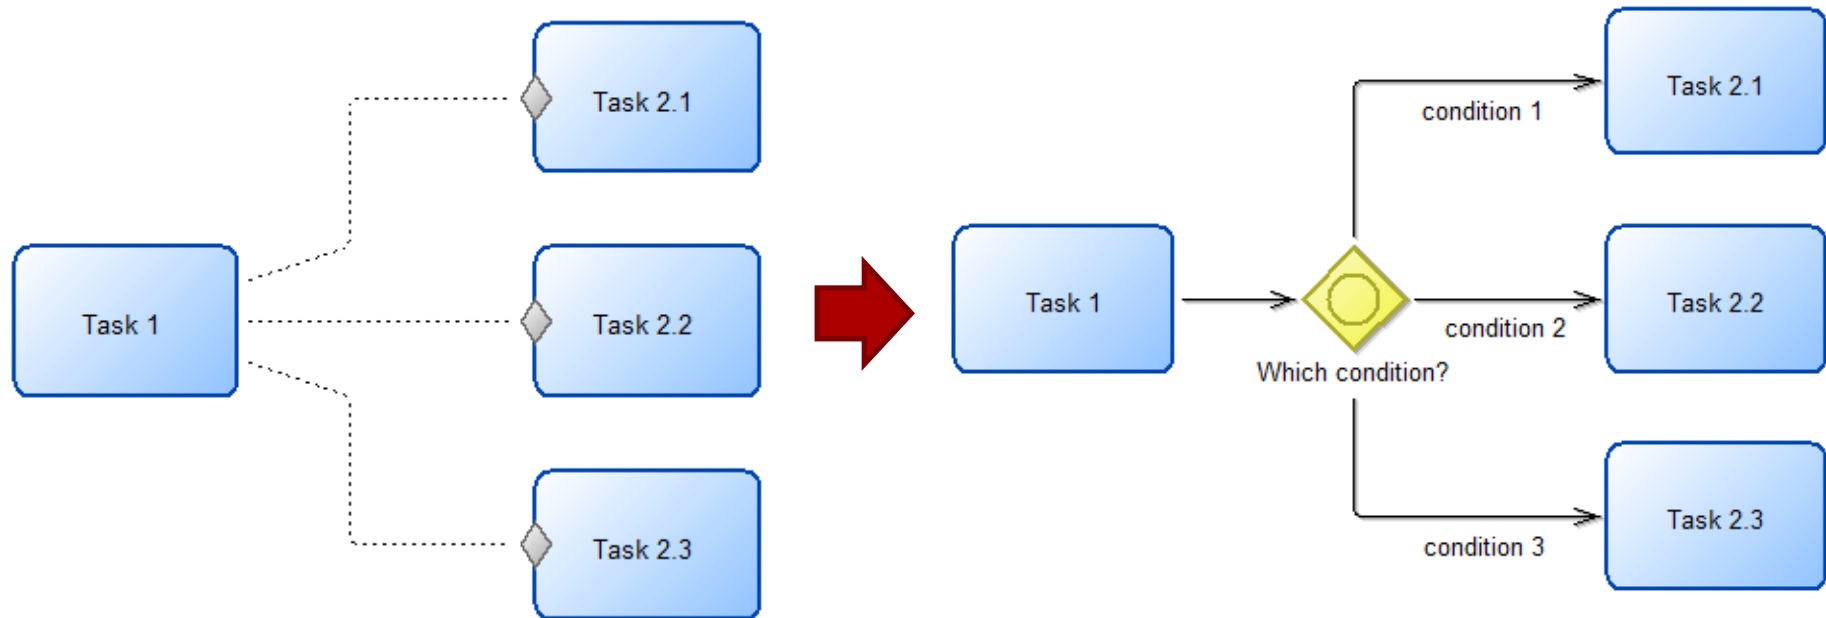 Task 2.1
Task 1
Task 2.2
Task 2.3
Task 2.1
condition 1
Task 1
Task 2.2
condition 2
Which condition?
Task 2.3
condition 3